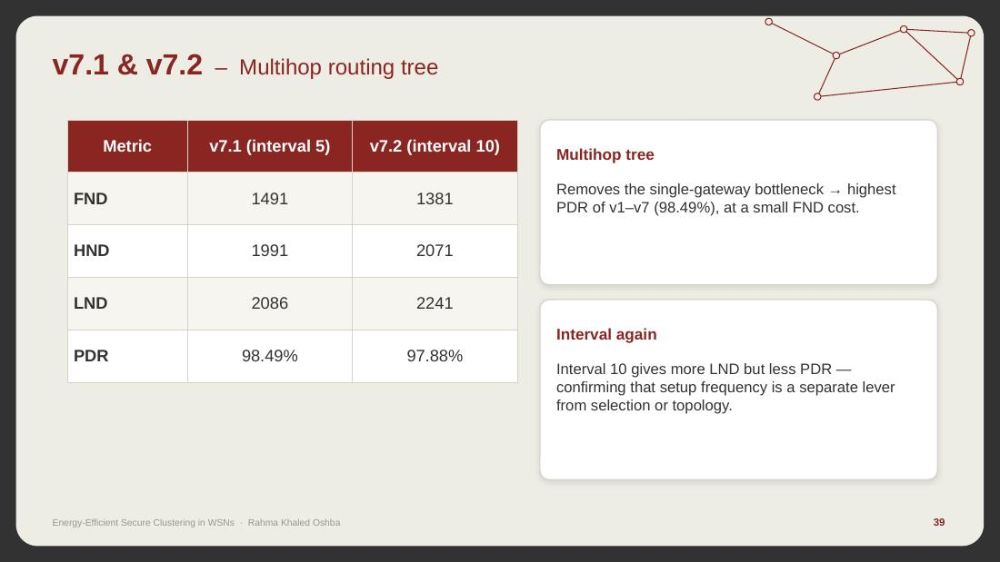 v7.1 & v7.2 – Multihop routing tree
Metric v7.1 (interval 5) v7.2 (interval 10)
FND 1491 1381
HND 1991 2071
LND 2086 2241
PDR 98.49% 97.88%
Multihop tree
Removes the single-gateway bottleneck → highest
PDR of v1–v7 (98.49%), at a small FND cost.
Interval again
Interval 10 gives more LND but less PDR —
confirming that setup frequency is a separate lever
from selection or topology.
Energy-Efficient Secure Clustering in WSNs · Rahma Khaled Oshba
39